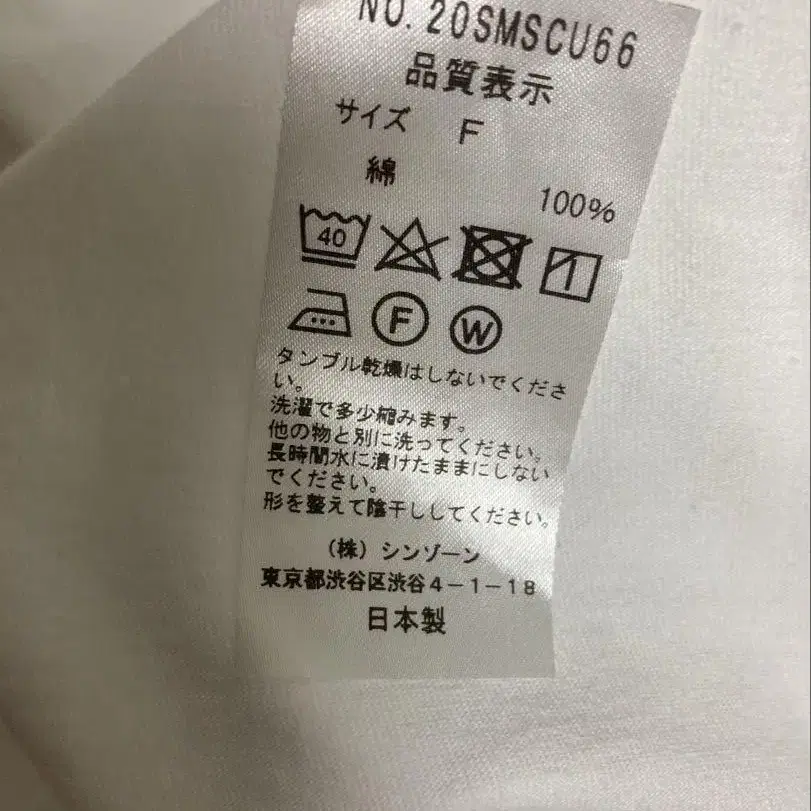 NO.20SMSCU66
品質表示
サイズ F
綿 100%
40
F W
タンブル乾燥はしないでくださ
い。
洗濯で多少縮みます。
他の物と別に洗ってください。
長時間水に漬けたままにしない
でください。
形を整えて陰干ししてください。
(株) シンゾーン
東京都渋谷区渋谷4-1-18
日本製